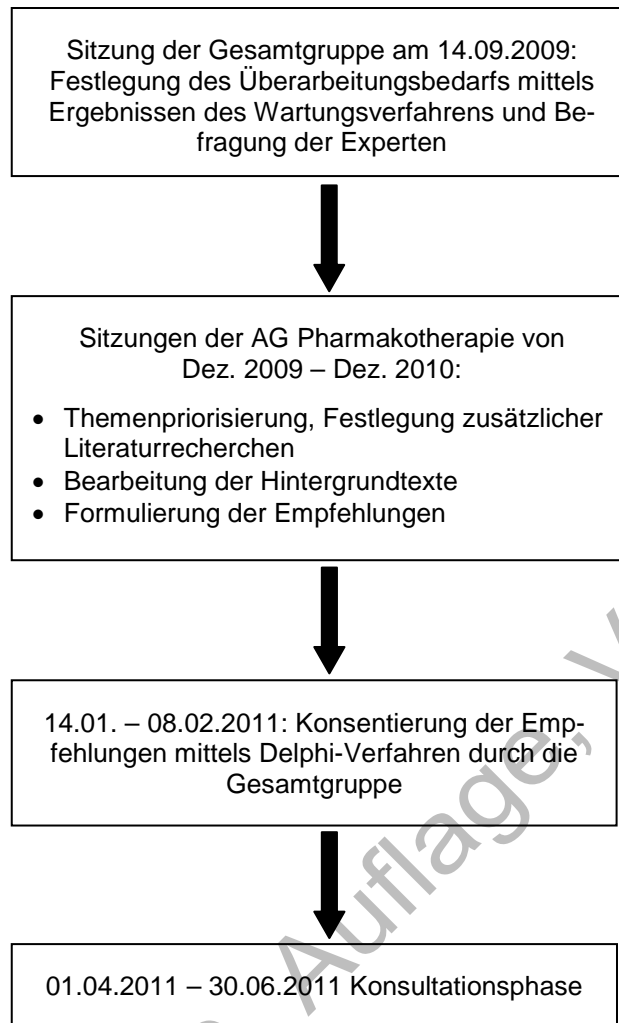 Sitzung der Gesamtgruppe am 14.09.2009:
Festlegung des Überarbeitungsbedarfs mittels
Ergebnissen des Wartungsverfahrens und Be-
fragung der Experten
Sitzungen der AG Pharmakotherapie von
Dez. 2009 – Dez. 2010:
• Themenpriorisierung, Festlegung zusätzlicher
Literaturrecherchen
• Bearbeitung der Hintergrundtexte
• Formulierung der Empfehlungen
14.01. – 08.02.2011: Konsentierung der Emp-
fehlungen mittels Delphi-Verfahren durch die
Gesamtgruppe
01.04.2011 – 30.06.2011 Konsultationsphase
Auflage,